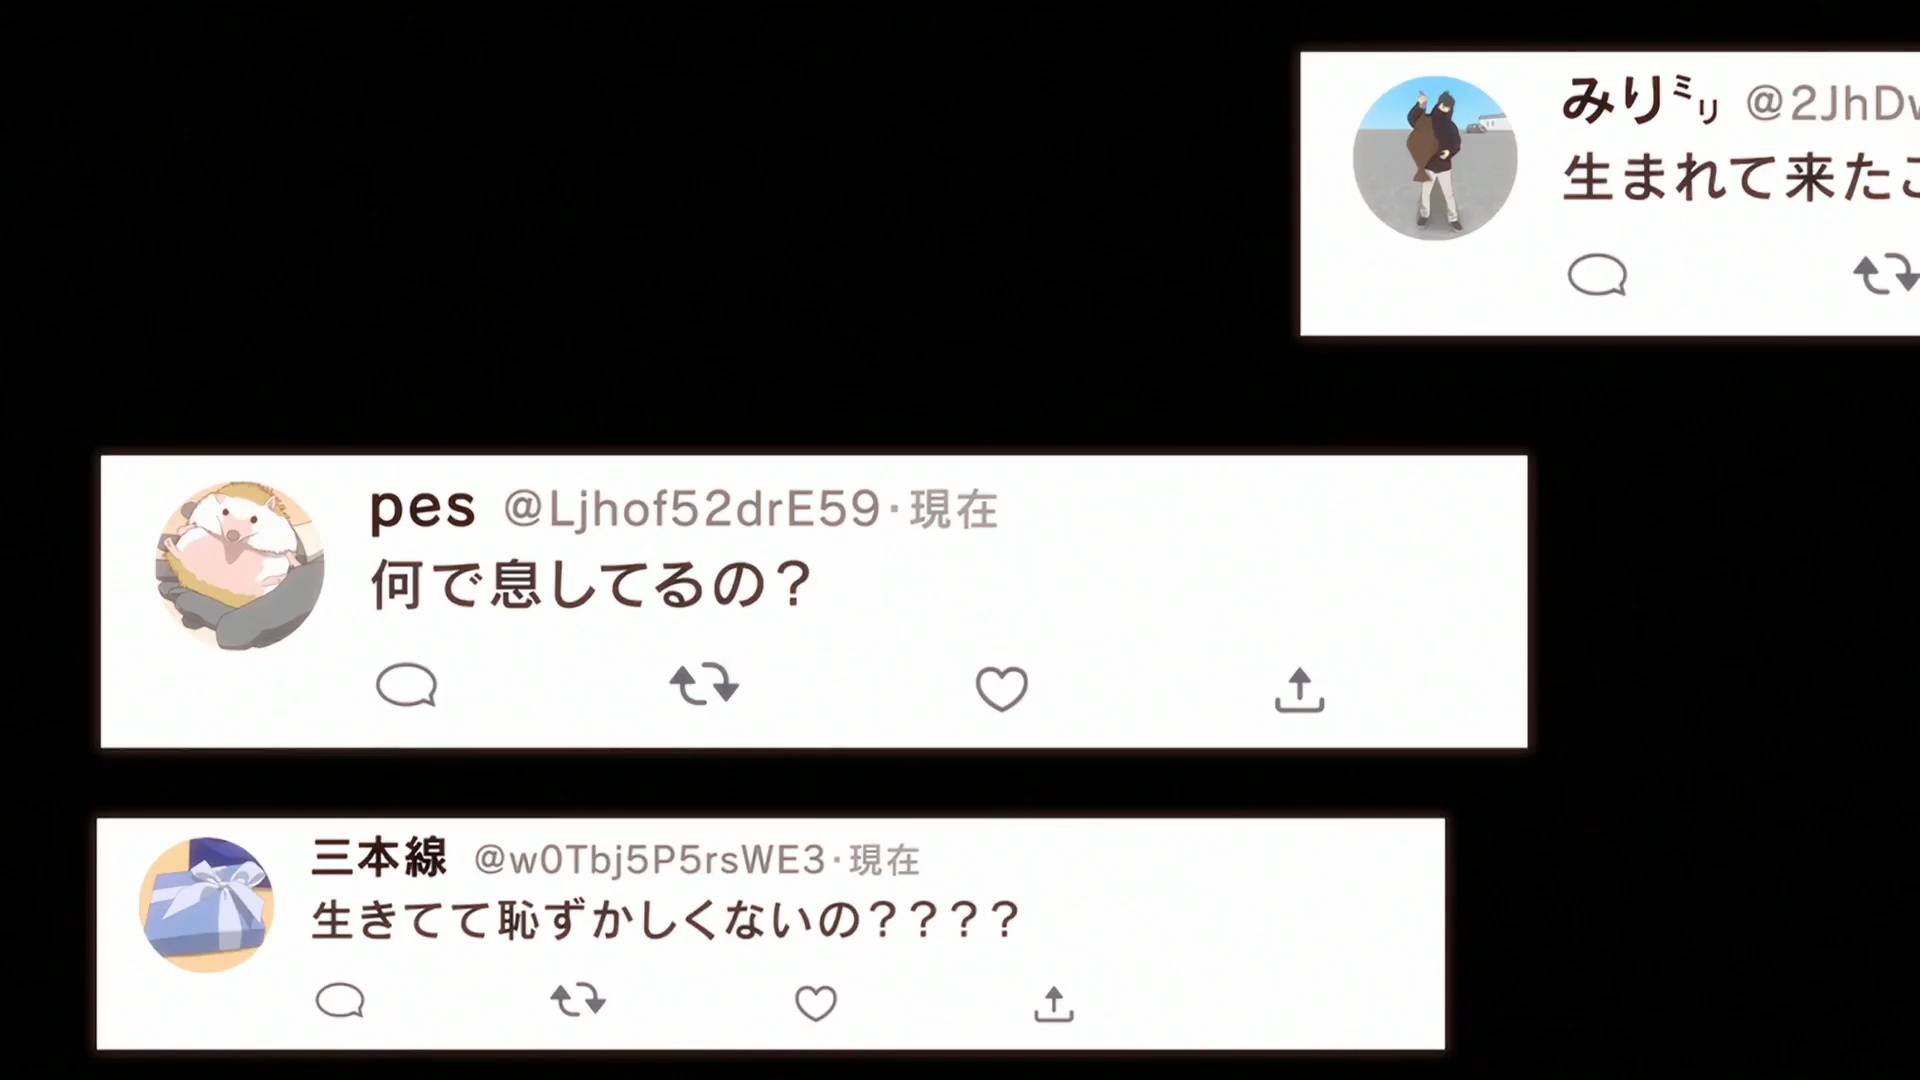 みりミリ @2JhDw
生まれて来たこ
pes @Ljhof52drE59·現在
何で息してるの？
三本線 @w0Tbj5P5rsWE3·現在
生きてて恥ずかしくないの？？？？